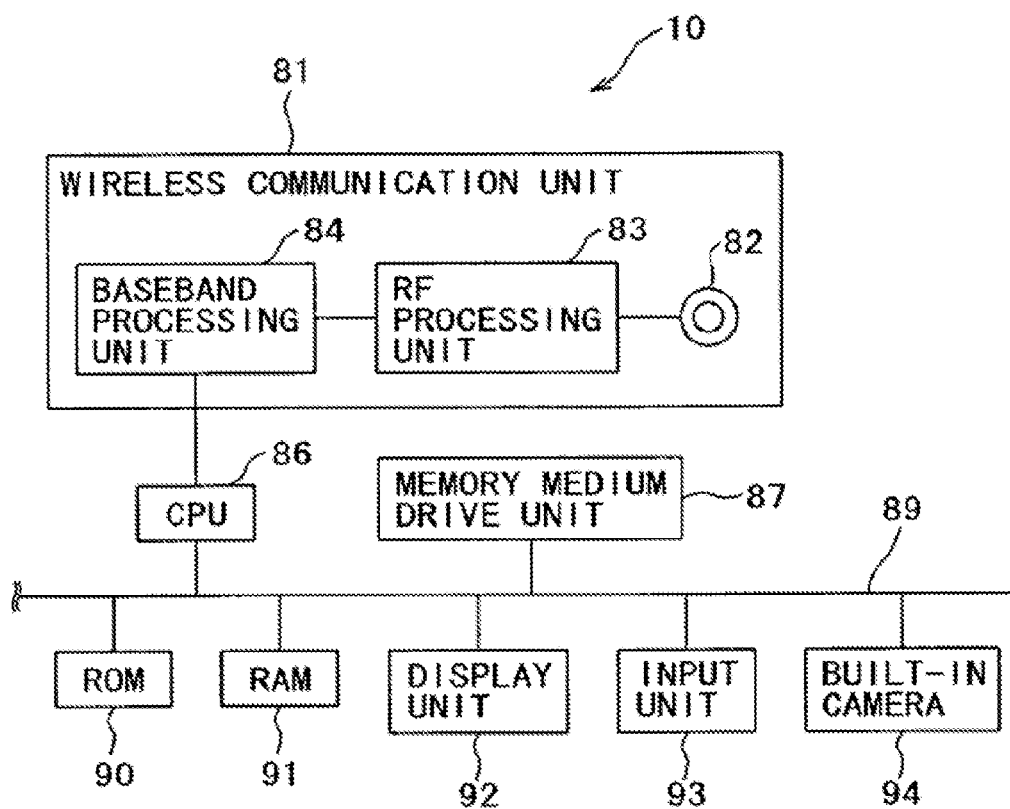 10
81
WIRELESS COMMUNICATION UNIT
84
83
82
BASEBAND
PROCESSING
UNIT
RF
PROCESSING
UNIT
86
CPU
MEMORY MEDIUM
DRIVE UNIT
87
89
ROM
RAM
DISPLAY
UNIT
INPUT
UNIT
BUILT-IN
CAMERA
90
91
92
93
94